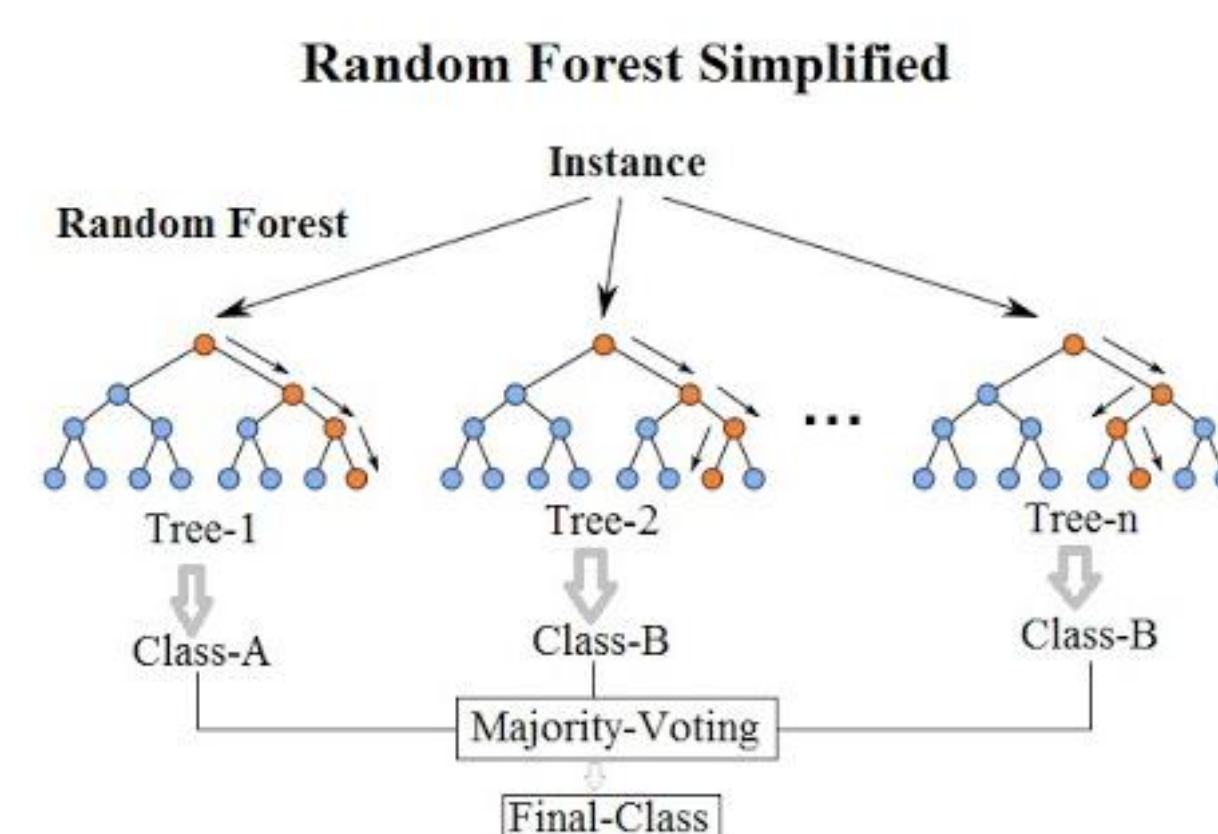 Random Forest Simplified
Instance
Random Forest
...
Tree-1
Tree-2
Tree-n
Class-A
Class-B
Class-B
Majority-Voting
Final-Class